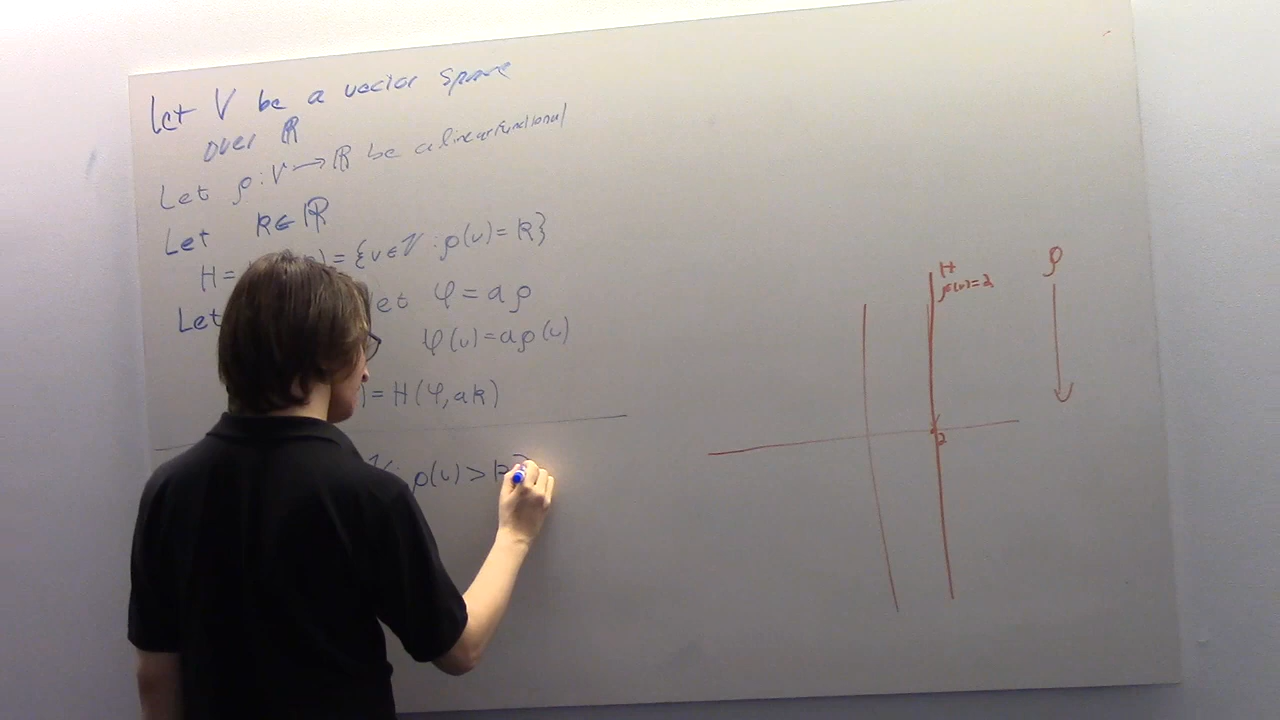 Let V be a vector space
over ℝ
Let ρ: V → ℝ be a linear functional
Let k ∈ ℝ
H = ) = {v ∈ V : ρ(v) = k}
Let let φ = aρ
φ(v) = aρ(v)
) = H(φ, ak)
V : ρ(v) > k}
H
ρ(v) = 2
ρ
2